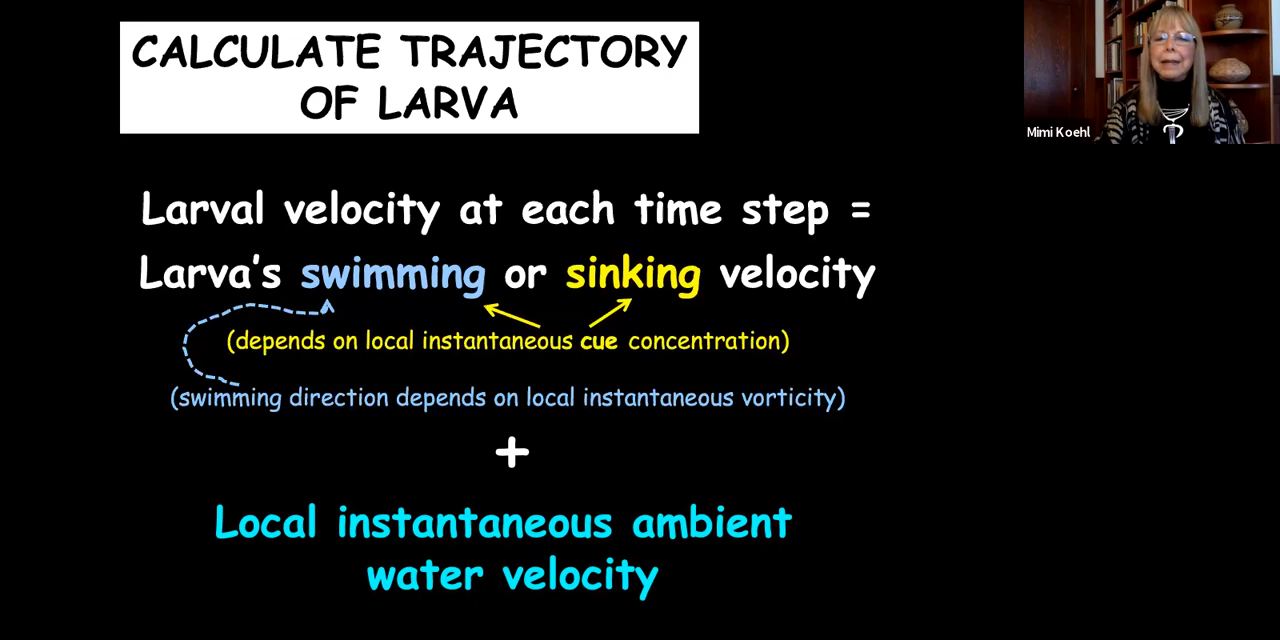 CALCULATE TRAJECTORY
OF LARVA
Mimi Koehl
Larval velocity at each time step =
Larva's swimming or sinking velocity
(depends on local instantaneous cue concentration)
(swimming direction depends on local instantaneous vorticity)
+
Local instantaneous ambient
water velocity